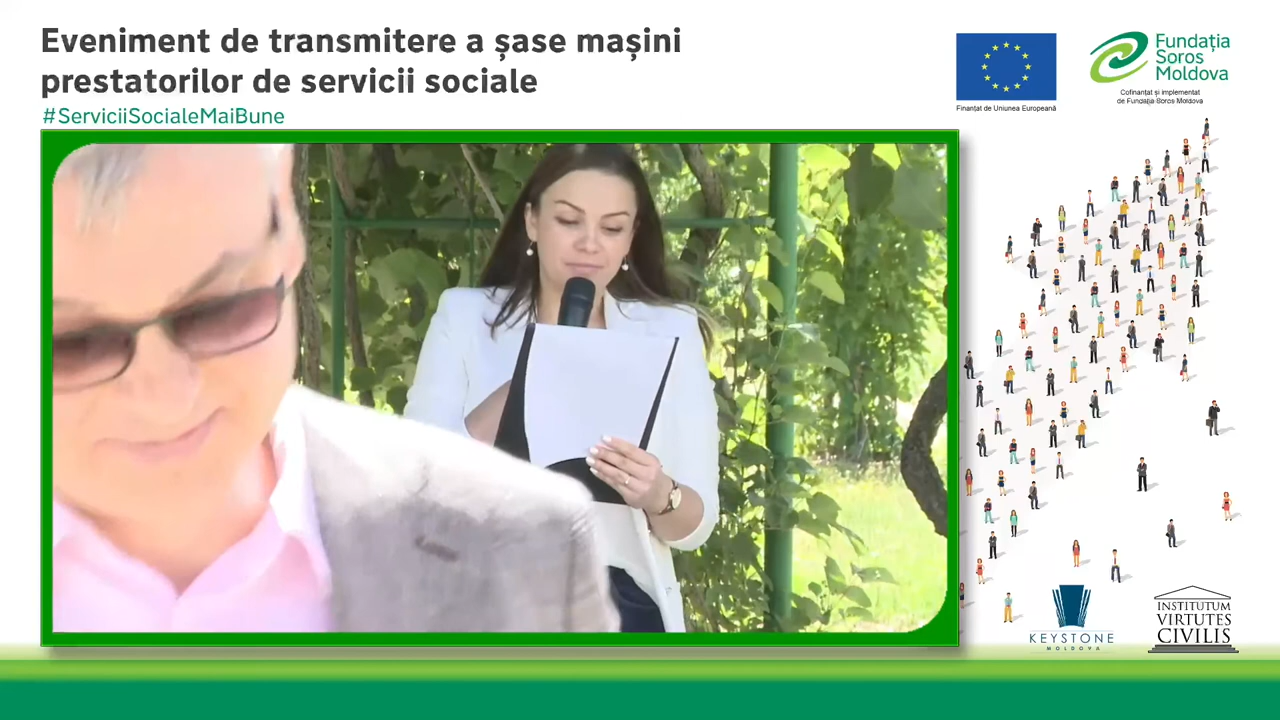 Eveniment de transmitere a șase mașini
prestatorilor de servicii sociale
#ServiciiSocialeMaiBune
Finanțat de Uniunea Europeană
Fundația
Soros
Moldova
Cofinanțat și implementat
de Fundația Soros Moldova
KEYSTONE
MOLDOVA
INSTITUTUM
VIRTUTES
CIVILIS